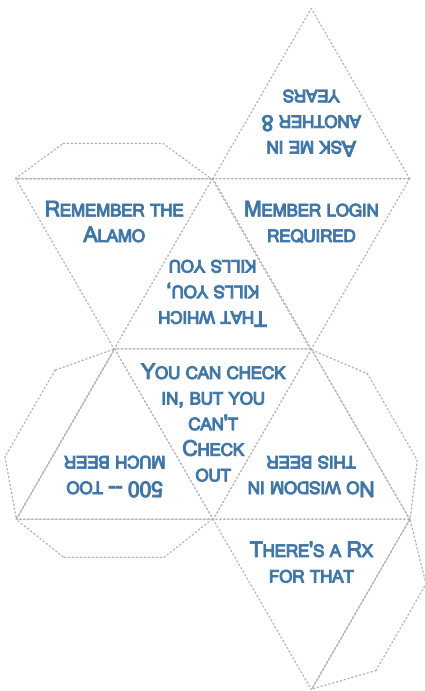 ASK ME IN
ANOTHER 8
YEARS
REMEMBER THE
ALAMO
MEMBER LOGIN
REQUIRED
THAT WHICH
KILLS YOU,
KILLS YOU
YOU CAN CHECK
IN, BUT YOU
CAN'T
CHECK
OUT
500 -- TOO
MUCH BEER
NO WISDOM IN
THIS BEER
THERE'S A RX
FOR THAT